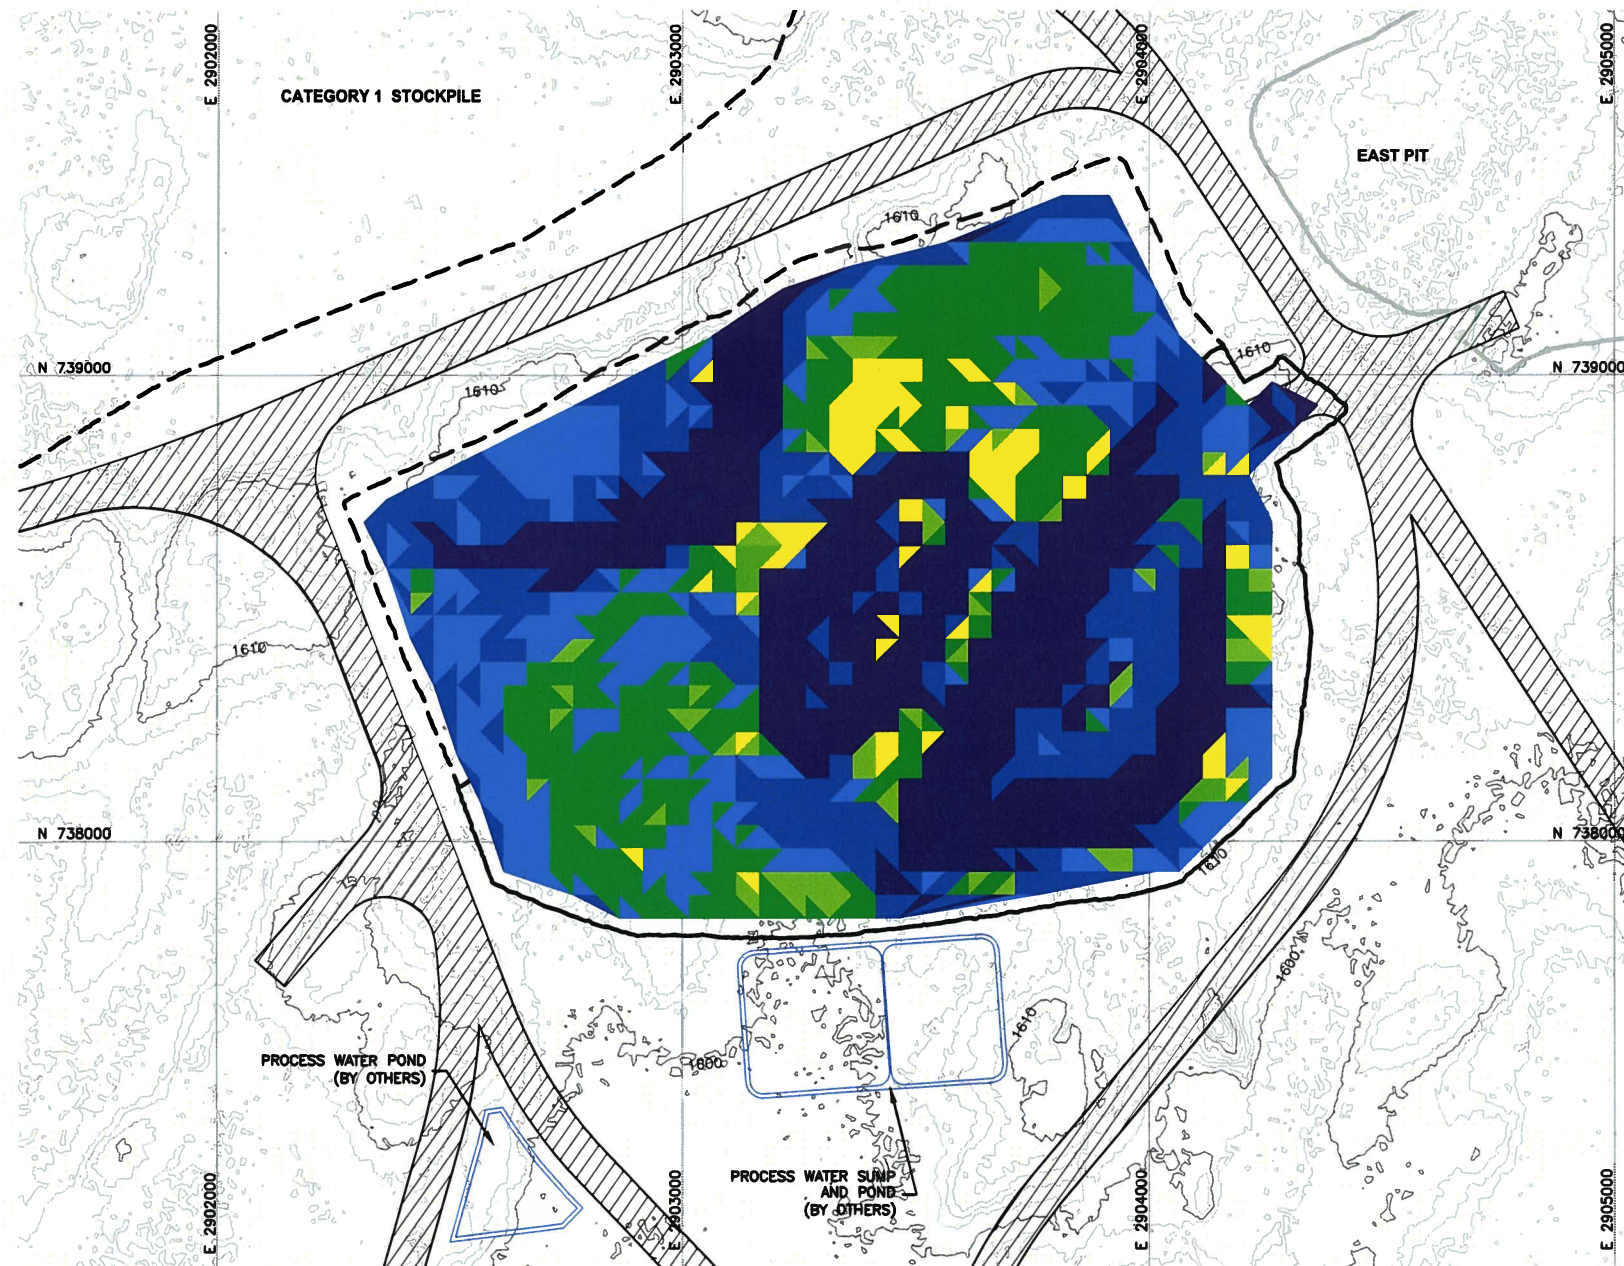 E 2902000
E 2903000
E 2904000
E 2905000
CATEGORY 1 STOCKPILE
EAST PIT
1610
1610
N 739000
N 739000
1610
1610
N 738000
N 738000
1610
1600
1610
PROCESS WATER POND
(BY OTHERS)
1600
PROCESS WATER SUMP
AND POND
(BY OTHERS)
E 2902000
E 2903000
E 2904000
E 2905000